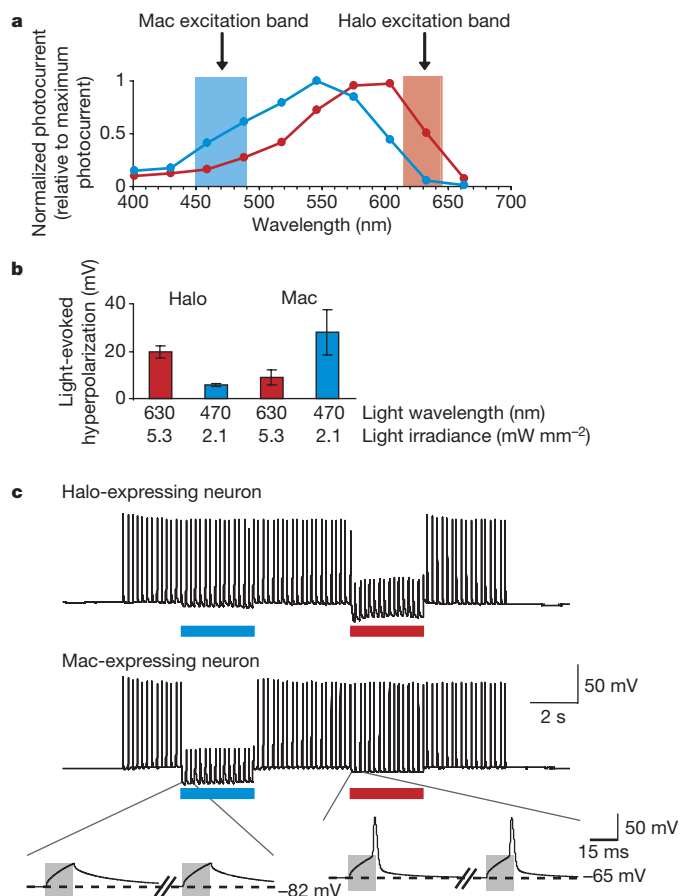 a
Mac excitation band
Halo excitation band
Normalized photocurrent
(relative to maximum
photocurrent)
1
0.5
0
400 450 500 550 600 650 700
Wavelength (nm)
b
Light-evoked
hyperpolarization (mV)
40
20
0
Halo
Mac
630 470 630 470 Light wavelength (nm)
5.3 2.1 5.3 2.1 Light irradiance (mW mm⁻²)
c
Halo-expressing neuron
Mac-expressing neuron
50 mV
2 s
50 mV
15 ms
–82 mV
–65 mV